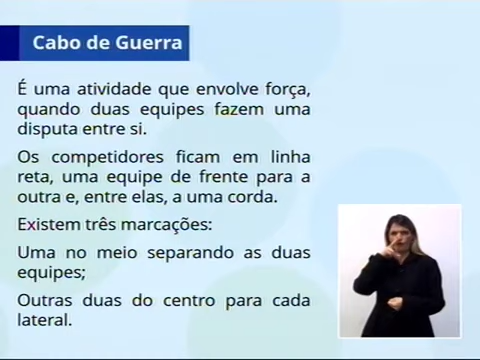 Cabo de Guerra
É uma atividade que envolve força,
quando duas equipes fazem uma
disputa entre si.
Os competidores ficam em linha
reta, uma equipe de frente para a
outra e, entre elas, a uma corda.
Existem três marcações:
Uma no meio separando as duas
equipes;
Outras duas do centro para cada
lateral.